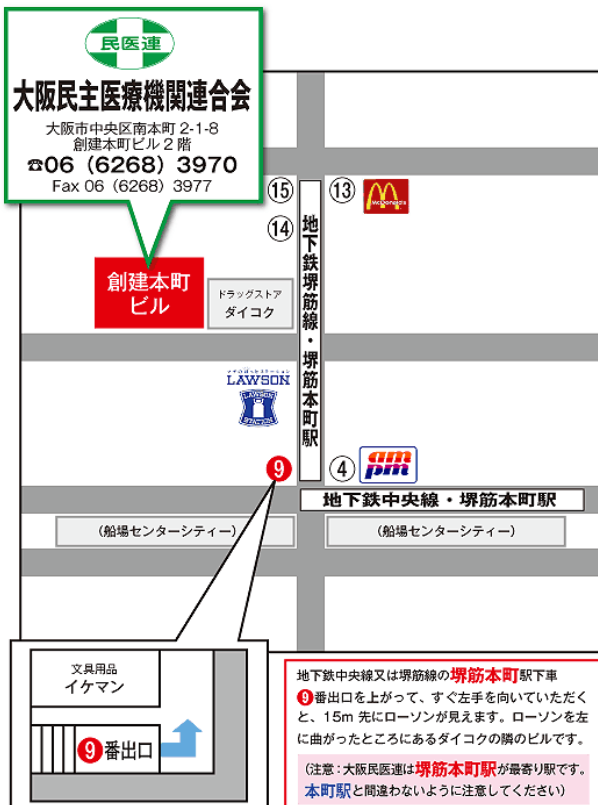 民医連
大阪民主医療機関連合会
大阪市中央区南本町 2-1-8
創建本町ビル 2 階
☎06（6268）3970
Fax 06（6268）3977
⑮
⑬
McDonald's
⑭
地下鉄堺筋線・堺筋本町駅
創建本町
ビル
ドラッグストア
ダイコク
LAWSON
STATION
❾
④
am
pm
地下鉄中央線・堺筋本町駅
（船場センターシティー）
（船場センターシティー）
文具用品
イケマン
❾番出口
地下鉄中央線又は堺筋線の堺筋本町駅下車
❾番出口を上がって、すぐ左手を向いていただく
と、15m 先にローソンが見えます。ローソンを左
に曲がったところにあるダイコクの隣のビルです。
（注意：大阪民医連は堺筋本町駅が最寄り駅です。
本町駅と間違わないように注意してください）